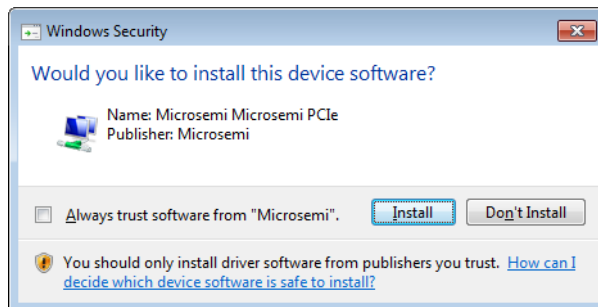 Windows Security
Would you like to install this device software?
Name: Microsemi Microsemi PCIe
Publisher: Microsemi
Always trust software from "Microsemi".
Install
Don't Install
You should only install driver software from publishers you trust. How can I
decide which device software is safe to install?